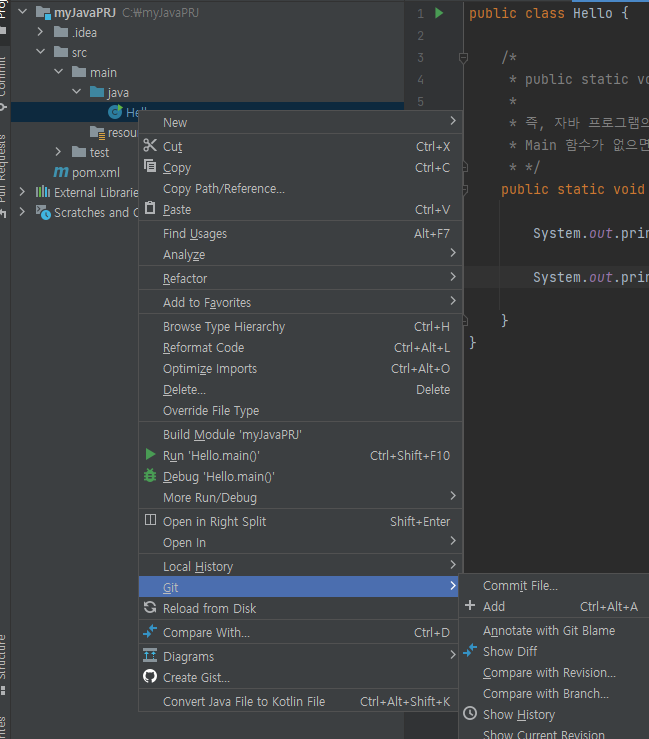 myJavaPRJ C:₩myJavaPRJ
.idea
src
main
java
test
pom.xml
External Librarie
Scratches and
Commit
Pull Requests
Structure
1 public class Hello {
2
3 /*
4 * public static vo
5 *
* 즉, 자바 프로그램의
* Main 함수가 없으면
* */
public static void
System.out.prin
System.out.prin
}
}
New
Cut Ctrl+X
Copy Ctrl+C
Copy Path/Reference...
Paste Ctrl+V
Find Usages Alt+F7
Analyze
Refactor
Add to Favorites
Browse Type Hierarchy Ctrl+H
Reformat Code Ctrl+Alt+L
Optimize Imports Ctrl+Alt+O
Delete... Delete
Override File Type
Build Module 'myJavaPRJ'
Run 'Hello.main()' Ctrl+Shift+F10
Debug 'Hello.main()'
More Run/Debug
Open in Right Split Shift+Enter
Open In
Local History
Git
Reload from Disk
Compare With... Ctrl+D
Diagrams
Create Gist...
Convert Java File to Kotlin File Ctrl+Alt+Shift+K
Commit File...
Add Ctrl+Alt+A
Annotate with Git Blame
Show Diff
Compare with Revision...
Compare with Branch...
Show History
Show Current Revision